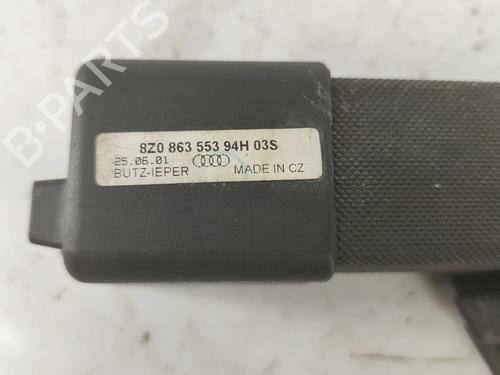 B-PARTS
8Z0 863 553 94H 03S
25.06.01
BUTZ-IEPER MADE IN CZ